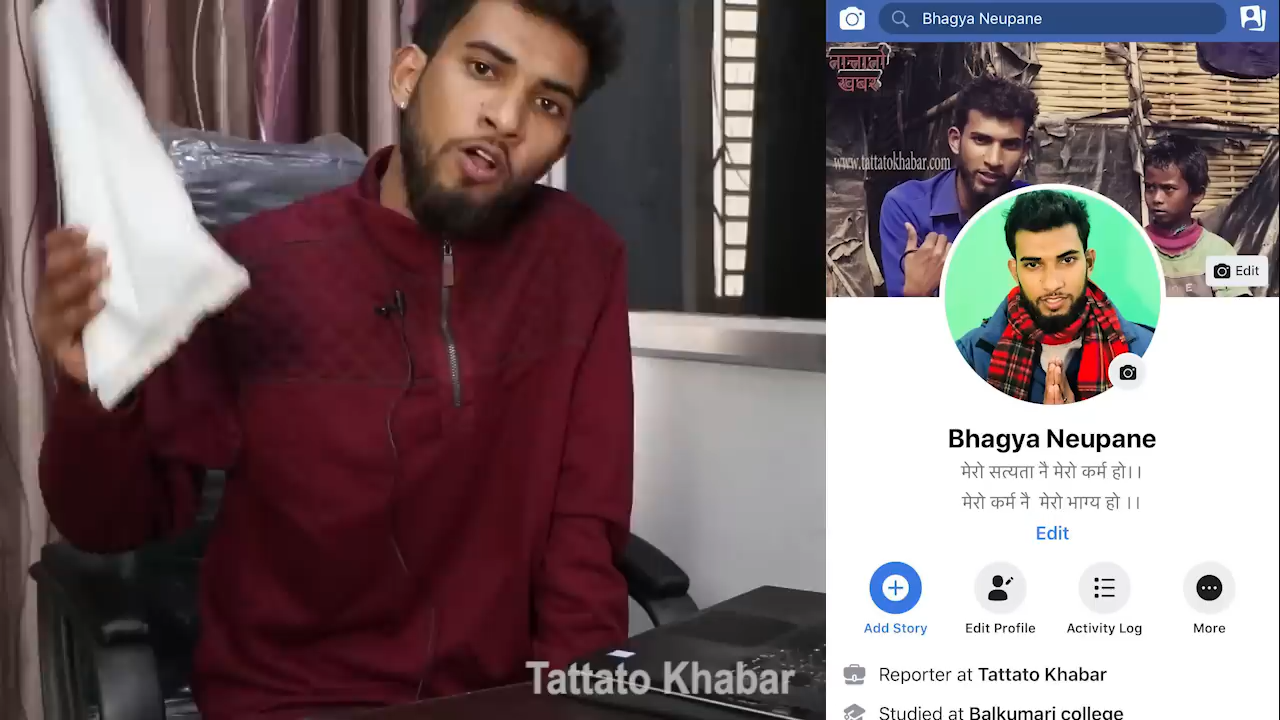 Tattato Khabar
Bhagya Neupane
तात्तातो
खबर
www.tattatokhabar.com
Edit
Bhagya Neupane
मेरो सत्यता नै मेरो कर्म हो।।
मेरो कर्म नै मेरो भाग्य हो ।।
Edit
Add Story
Edit Profile
Activity Log
More
Reporter at Tattato Khabar
Studied at Balkumari college